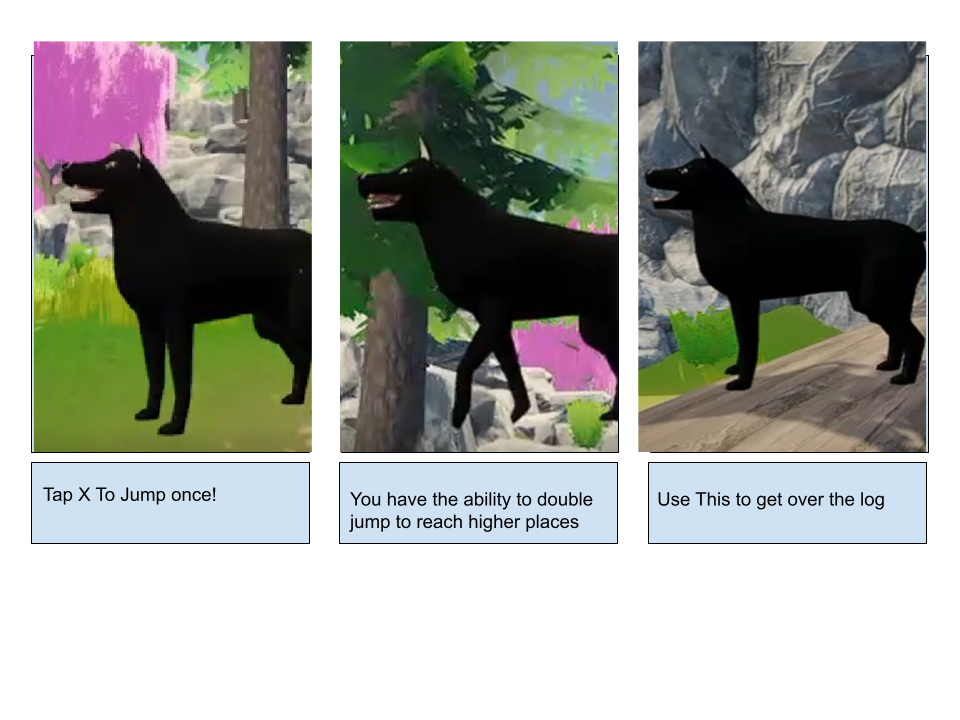 Tap X To Jump once!
You have the ability to double
jump to reach higher places
Use This to get over the log